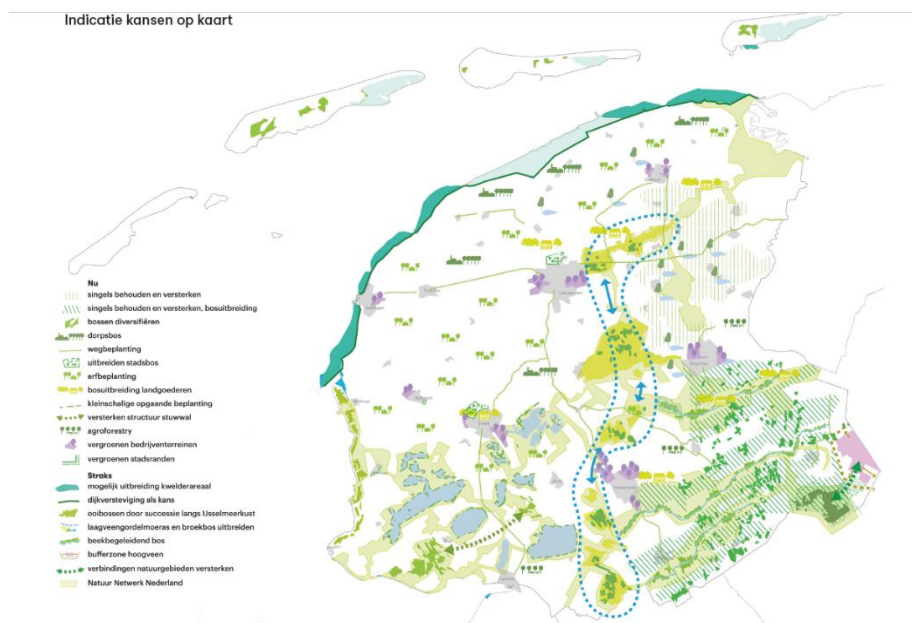 Indicatie kansen op kaart
Nu
singels behouden en versterken
singels behouden en versterken, bosuitbreiding
bossen diversifiëren
dorpsbos
wegbeplanting
uitbreiden stadsbos
erfbeplanting
bosuitbreiding landgoederen
kleinschalige opgaande beplanting
versterken structuur stuwwal
agroforestry
vergroenen bedrijventerreinen
vergroenen stadsranden
Straks
mogelijk uitbreiding kwelderareaal
dijkversteviging als kans
ooibossen door successie langs IJsselmeerkust
laagveengordelmoeras en broekbos uitbreiden
beekbegeleidend bos
bufferzone hoogveen
verbindingen natuurgebieden versterken
Natuur Netwerk Nederland